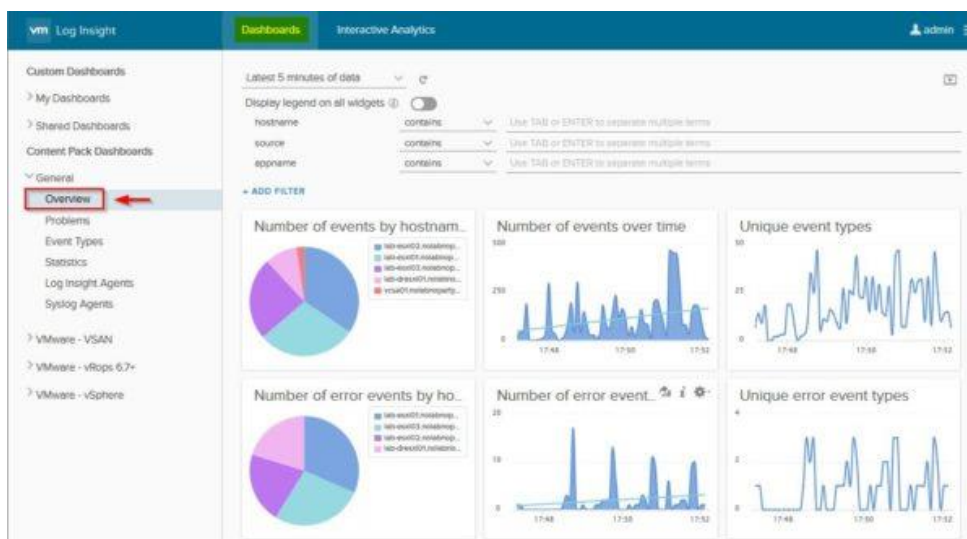 vm Log Insight
Dashboards
Interactive Analytics
admin
Custom Dashboards
My Dashboards
Shared Dashboards
Content Pack Dashboards
General
Overview
Problems
Event Types
Statistics
Log Insight Agents
Syslog Agents
VMware - VSAN
VMware - vRops 6.7+
VMware - vSphere
Latest 5 minutes of data
Display legend on all widgets
hostname contains Use TAB or ENTER to separate multiple terms
source contains Use TAB or ENTER to separate multiple terms
appname contains Use TAB or ENTER to separate multiple terms
+ ADD FILTER
Number of events by hostnam...
Number of events over time
500
250
0
17:48 17:50 17:52
Unique event types
50
25
0
17:48 17:50 17:52
Number of error events by ho...
Number of error event...
20
10
0
17:48 17:50 17:52
Unique error event types
4
2
0
17:48 17:50 17:52